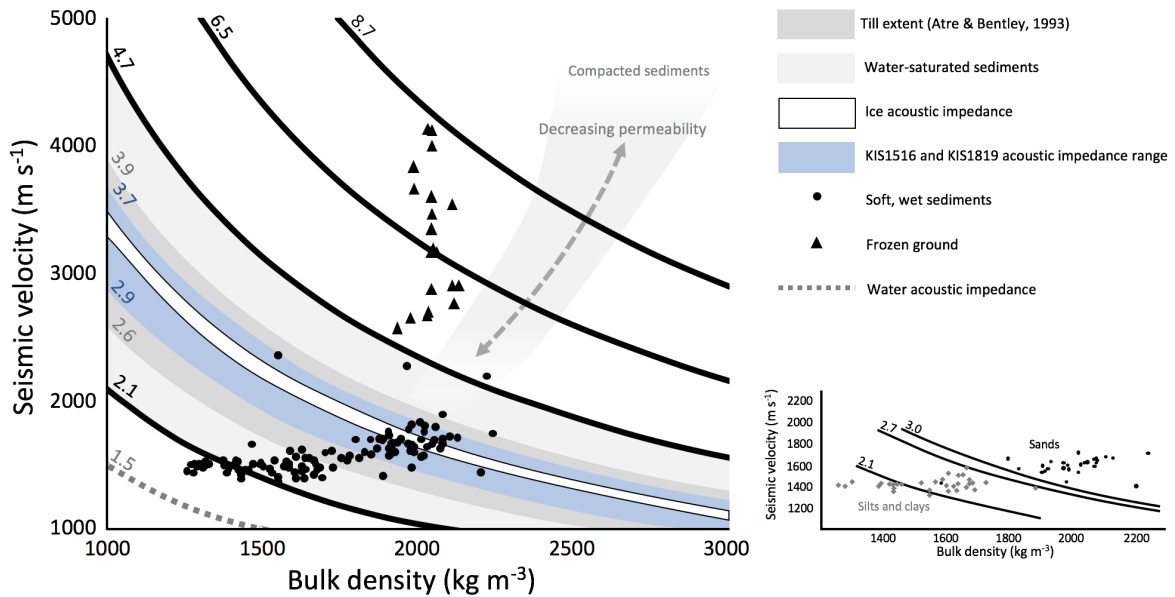 5000
4000
3000
2000
1000
Seismic velocity (m s-1)
1000
1500
2000
2500
3000
Bulk density (kg m-3)
4.7
6.5
8.7
3.9
3.7
2.9
2.6
2.1
1.5
Compacted sediments
Decreasing permeability
Till extent (Atre & Bentley, 1993)
Water-saturated sediments
Ice acoustic impedance
KIS1516 and KIS1819 acoustic impedance range
Soft, wet sediments
Frozen ground
Water acoustic impedance
2200
2000
1800
1600
1400
1200
Seismic velocity (m s-1)
2.7
3.0
2.1
Sands
Silts and clays
1400
1600
1800
2000
2200
Bulk density (kg m-3)